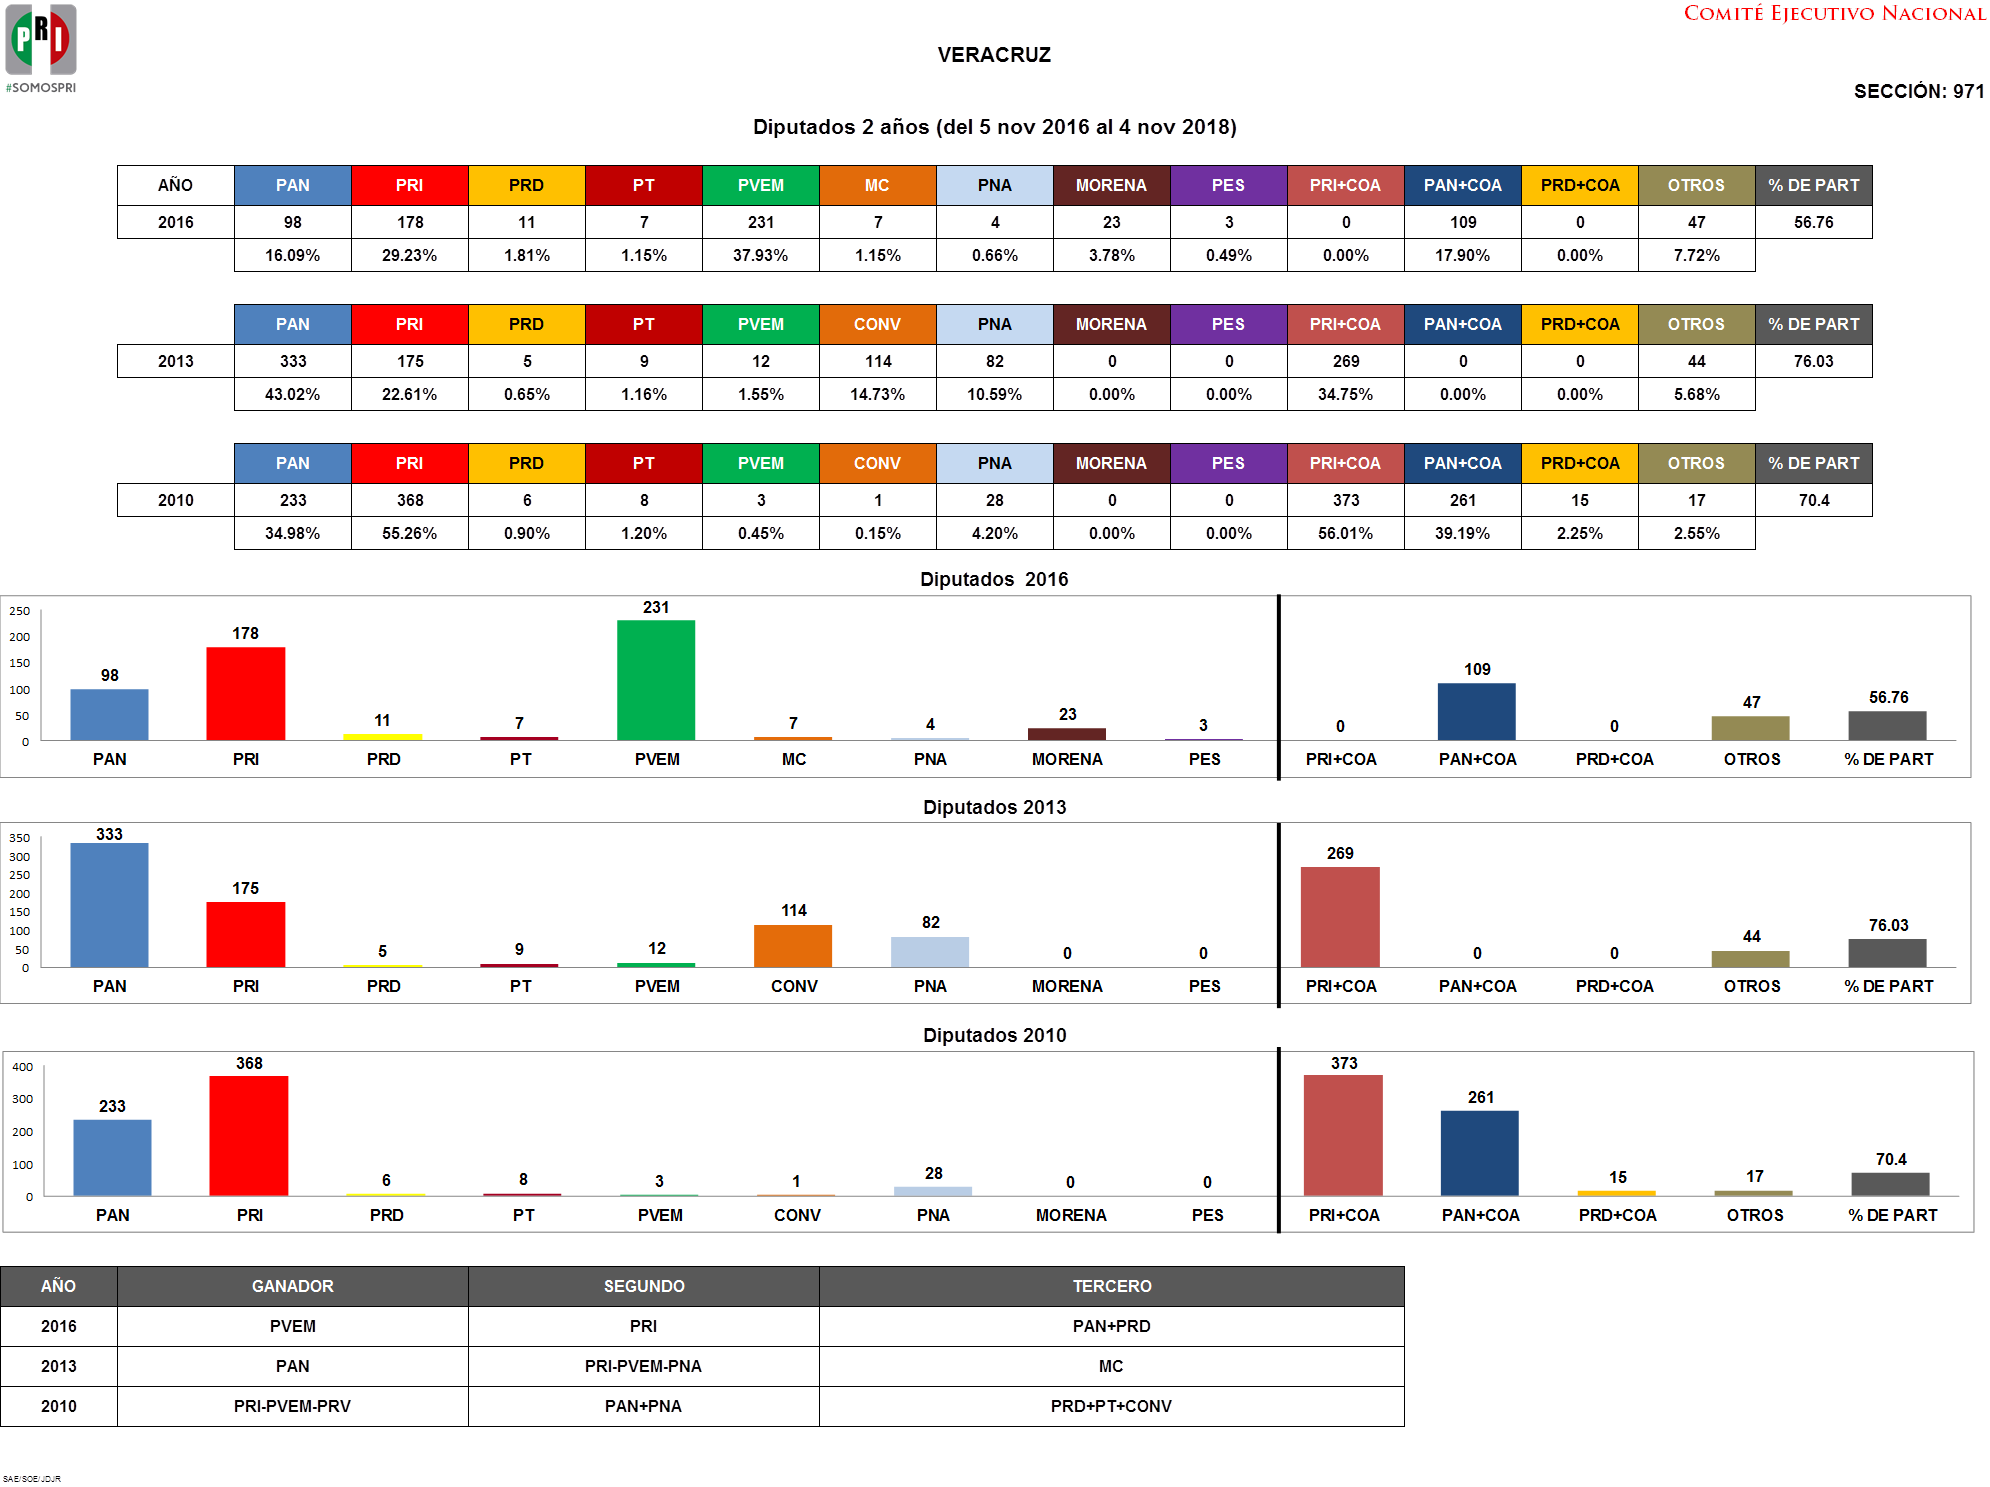 PRI
#SOMOSPRI
COMITÉ EJECUTIVO NACIONAL
VERACRUZ
SECCIÓN: 971
Diputados 2 años (del 5 nov 2016 al 4 nov 2018)
AÑO PAN PRI PRD PT PVEM MC PNA MORENA PES PRI+COA PAN+COA PRD+COA OTROS % DE PART
2016 98 178 11 7 231 7 4 23 3 0 109 0 47 56.76
16.09% 29.23% 1.81% 1.15% 37.93% 1.15% 0.66% 3.78% 0.49% 0.00% 17.90% 0.00% 7.72%
PAN PRI PRD PT PVEM CONV PNA MORENA PES PRI+COA PAN+COA PRD+COA OTROS % DE PART
2013 333 175 5 9 12 114 82 0 0 269 0 0 44 76.03
43.02% 22.61% 0.65% 1.16% 1.55% 14.73% 10.59% 0.00% 0.00% 34.75% 0.00% 0.00% 5.68%
PAN PRI PRD PT PVEM CONV PNA MORENA PES PRI+COA PAN+COA PRD+COA OTROS % DE PART
2010 233 368 6 8 3 1 28 0 0 373 261 15 17 70.4
34.98% 55.26% 0.90% 1.20% 0.45% 0.15% 4.20% 0.00% 0.00% 56.01% 39.19% 2.25% 2.55%
Diputados 2016
250
200
150
100
50
0
98 178 11 7 231 7 4 23 3 0 109 0 47 56.76
PAN PRI PRD PT PVEM MC PNA MORENA PES PRI+COA PAN+COA PRD+COA OTROS % DE PART
Diputados 2013
350
300
250
200
150
100
50
0
333 175 5 9 12 114 82 0 0 269 0 0 44 76.03
PAN PRI PRD PT PVEM CONV PNA MORENA PES PRI+COA PAN+COA PRD+COA OTROS % DE PART
Diputados 2010
400
300
200
100
0
233 368 6 8 3 1 28 0 0 373 261 15 17 70.4
PAN PRI PRD PT PVEM CONV PNA MORENA PES PRI+COA PAN+COA PRD+COA OTROS % DE PART
AÑO GANADOR SEGUNDO TERCERO
2016 PVEM PRI PAN+PRD
2013 PAN PRI-PVEM-PNA MC
2010 PRI-PVEM-PRV PAN+PNA PRD+PT+CONV
SAE/SOE/JDJR